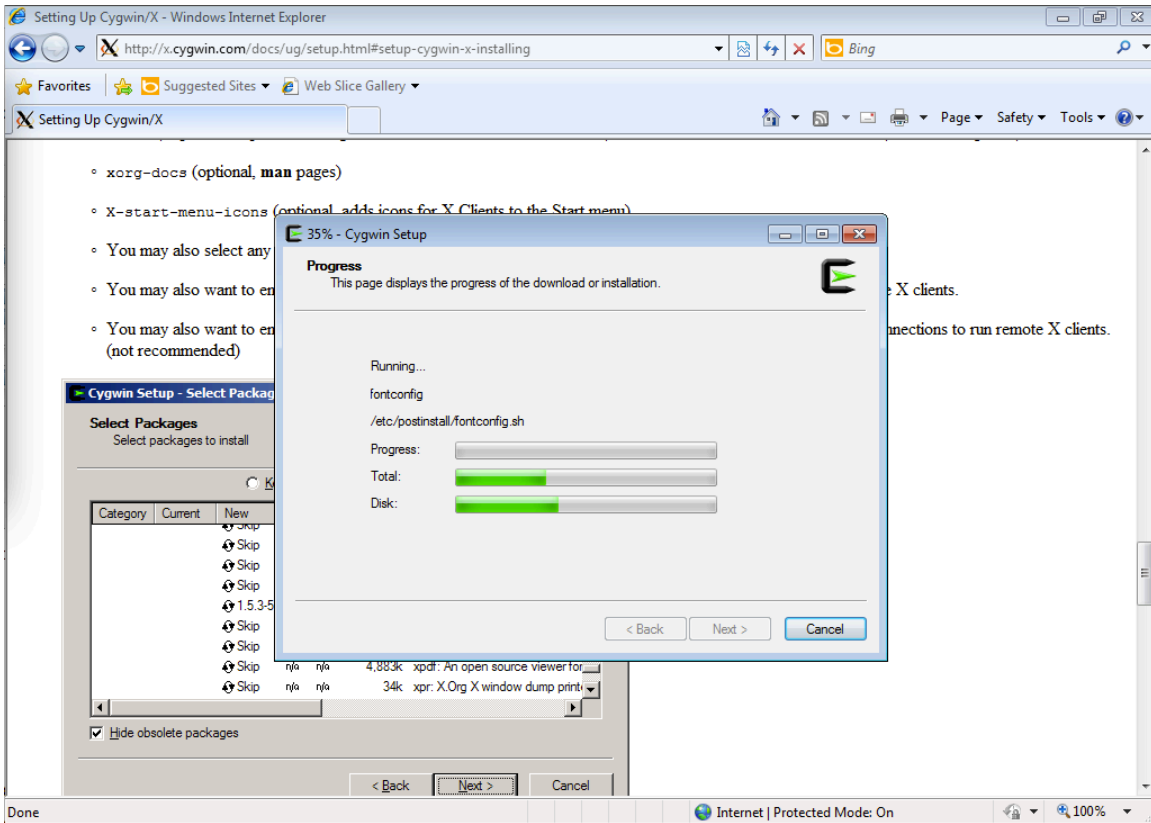 Setting Up Cygwin/X - Windows Internet Explorer
http://x.cygwin.com/docs/ug/setup.html#setup-cygwin-x-installing
Bing
Favorites
Suggested Sites
Web Slice Gallery
Setting Up Cygwin/X
Page
Safety
Tools
xorg-docs (optional, man pages)
X-start-menu-icons (optional, adds icons for X Clients to the Start menu)
You may also select any
You may also want to en
X clients.
You may also want to en
nnections to run remote X clients.
(not recommended)
35% - Cygwin Setup
Progress
This page displays the progress of the download or installation.
Running...
fontconfig
/etc/postinstall/fontconfig.sh
Progress:
Total:
Disk:
< Back
Next >
Cancel
Cygwin Setup - Select Packag
Select Packages
Select packages to install
Category Current New
Skip
Skip
Skip
Skip
1.5.3-5
Skip
Skip
Skip n/a n/a 4,883k xpdf: An open source viewer for
Skip n/a n/a 34k xpr: X.Org X window dump print
Hide obsolete packages
< Back
Next >
Cancel
Done
Internet | Protected Mode: On
100%